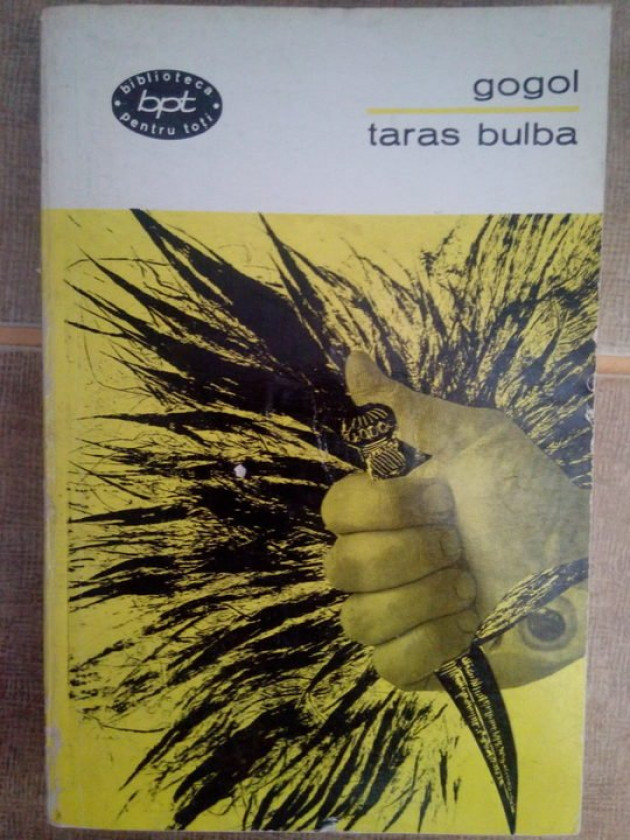 biblioteca
bpt
pentru toți
gogol
taras bulba